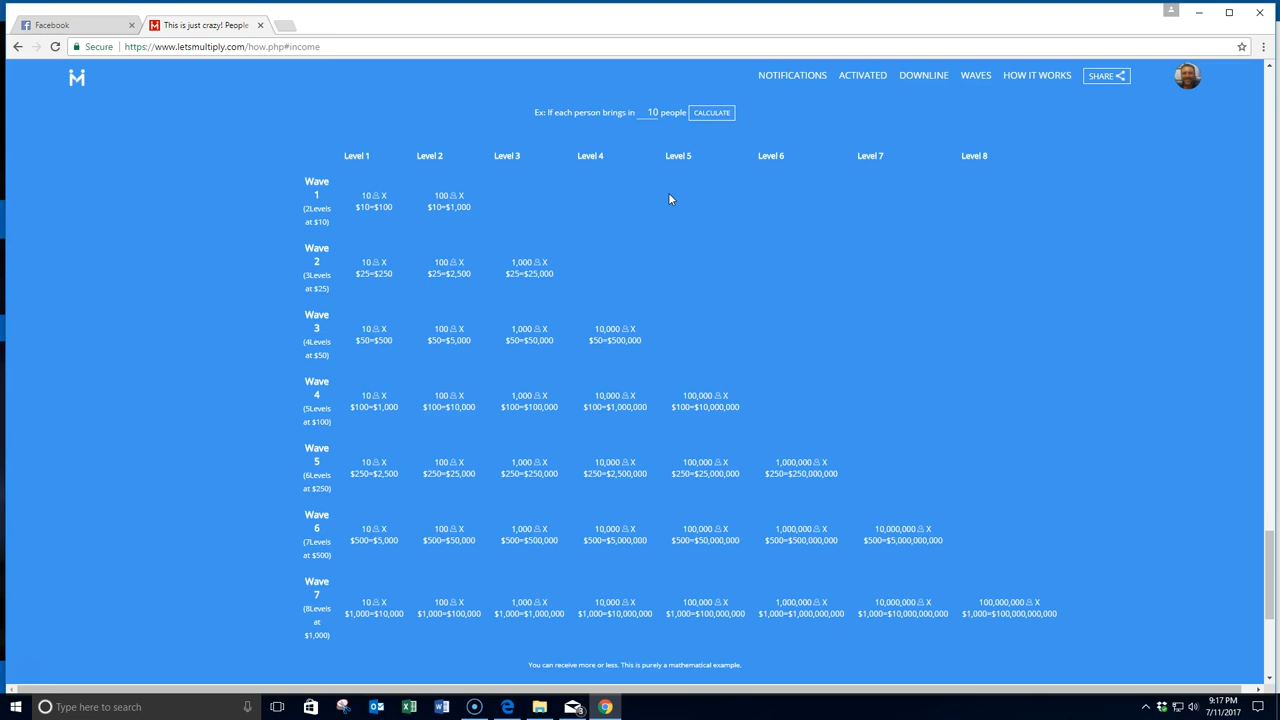 Facebook
This is just crazy! People
Secure https://www.letsmultiply.com/how.php#income
NOTIFICATIONS ACTIVATED DOWNLINE WAVES HOW IT WORKS SHARE
Ex: If each person brings in 10 people CALCULATE
Level 1 Level 2 Level 3 Level 4 Level 5 Level 6 Level 7 Level 8
Wave
1
(2Levels
at $10)
10 X
$10=$100
100 X
$10=$1,000
Wave
2
(3Levels
at $25)
10 X
$25=$250
100 X
$25=$2,500
1,000 X
$25=$25,000
Wave
3
(4Levels
at $50)
10 X
$50=$500
100 X
$50=$5,000
1,000 X
$50=$50,000
10,000 X
$50=$500,000
Wave
4
(5Levels
at $100)
10 X
$100=$1,000
100 X
$100=$10,000
1,000 X
$100=$100,000
10,000 X
$100=$1,000,000
100,000 X
$100=$10,000,000
Wave
5
(6Levels
at $250)
10 X
$250=$2,500
100 X
$250=$25,000
1,000 X
$250=$250,000
10,000 X
$250=$2,500,000
100,000 X
$250=$25,000,000
1,000,000 X
$250=$250,000,000
Wave
6
(7Levels
at $500)
10 X
$500=$5,000
100 X
$500=$50,000
1,000 X
$500=$500,000
10,000 X
$500=$5,000,000
100,000 X
$500=$50,000,000
1,000,000 X
$500=$500,000,000
10,000,000 X
$500=$5,000,000,000
Wave
7
(8Levels
at
$1,000)
10 X
$1,000=$10,000
100 X
$1,000=$100,000
1,000 X
$1,000=$1,000,000
10,000 X
$1,000=$10,000,000
100,000 X
$1,000=$100,000,000
1,000,000 X
$1,000=$1,000,000,000
10,000,000 X
$1,000=$10,000,000,000
100,000,000 X
$1,000=$100,000,000,000
You can receive more or less. This is purely a mathematical example.
Type here to search
9:17 PM
7/11/2017